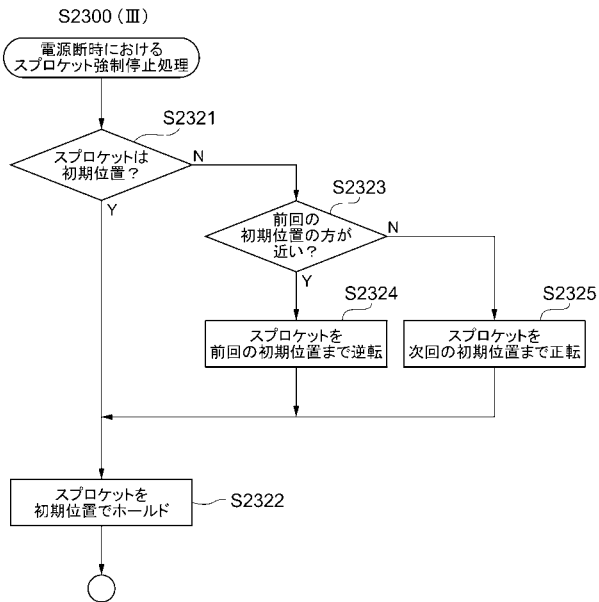 S2300 (Ⅲ)
電源断時における
スプロケット強制停止処理
S2321
スプロケットは
初期位置?
N
Y
S2323
前回の
初期位置の方が
近い?
N
Y
S2324
スプロケットを
前回の初期位置まで逆転
S2325
スプロケットを
次回の初期位置まで正転
スプロケットを
初期位置でホールド
S2322